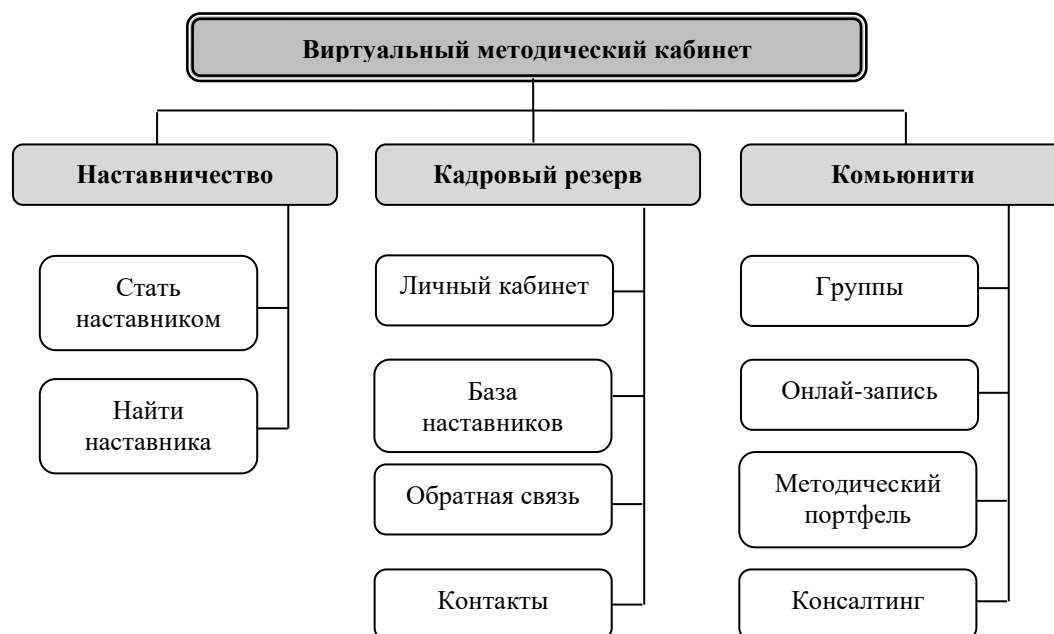 Виртуальный методический кабинет
Наставничество
Кадровый резерв
Комьюнити
Стать
наставником
Найти
наставника
Личный кабинет
База
наставников
Обратная связь
Контакты
Группы
Онлай-запись
Методический
портфель
Консалтинг